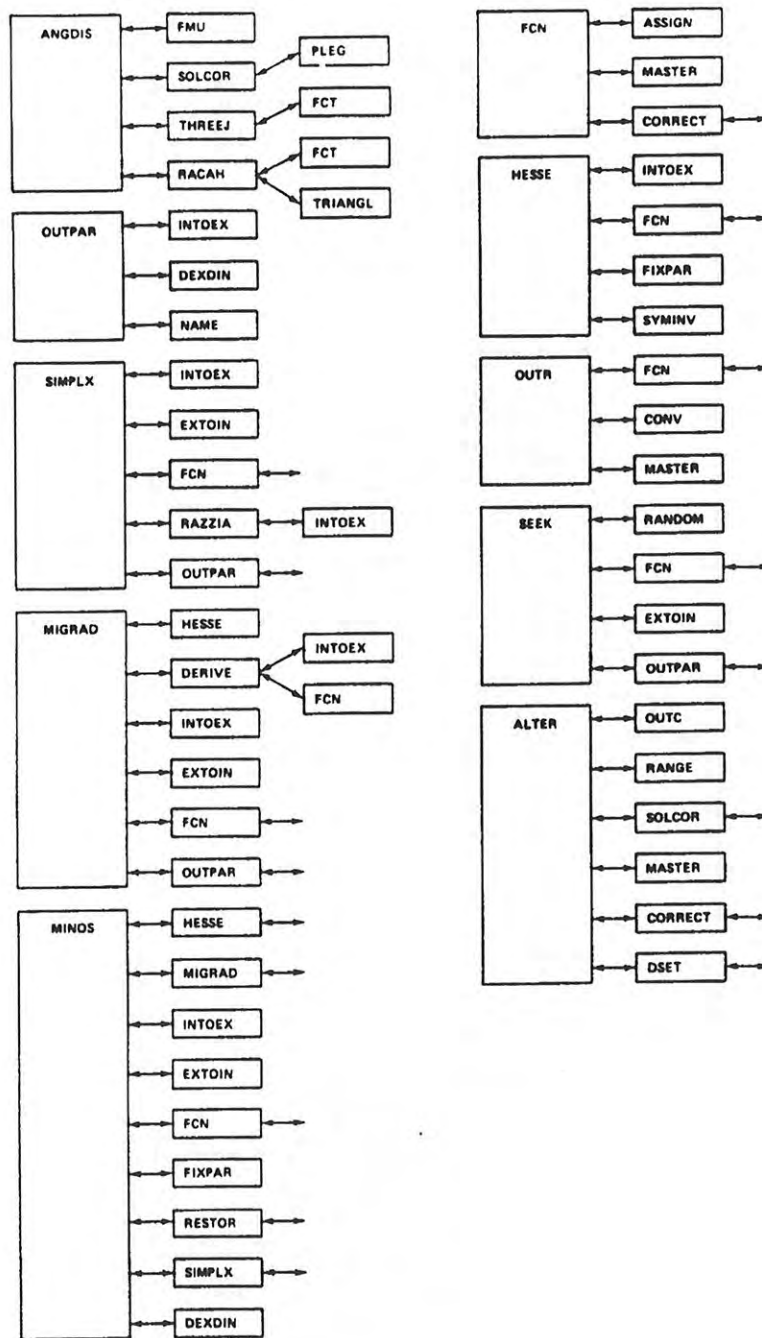 ANGDIS
FMU
SOLCOR
PLEG
THREEJ
FCT
RACAH
FCT
TRIANGL
OUTPAR
INTOEX
DEXDIN
NAME
SIMPLX
INTOEX
EXTOIN
FCN
RAZZIA
INTOEX
OUTPAR
MIGRAD
HESSE
DERIVE
INTOEX
FCN
INTOEX
EXTOIN
FCN
OUTPAR
MINOS
HESSE
MIGRAD
INTOEX
EXTOIN
FCN
FIXPAR
RESTOR
SIMPLX
DEXDIN
FCN
ASSIGN
MASTER
CORRECT
HESSE
INTOEX
FCN
FIXPAR
SYMINV
OUTR
FCN
CONV
MASTER
SEEK
RANDOM
FCN
EXTOIN
OUTPAR
ALTER
OUTC
RANGE
SOLCOR
MASTER
CORRECT
DSET